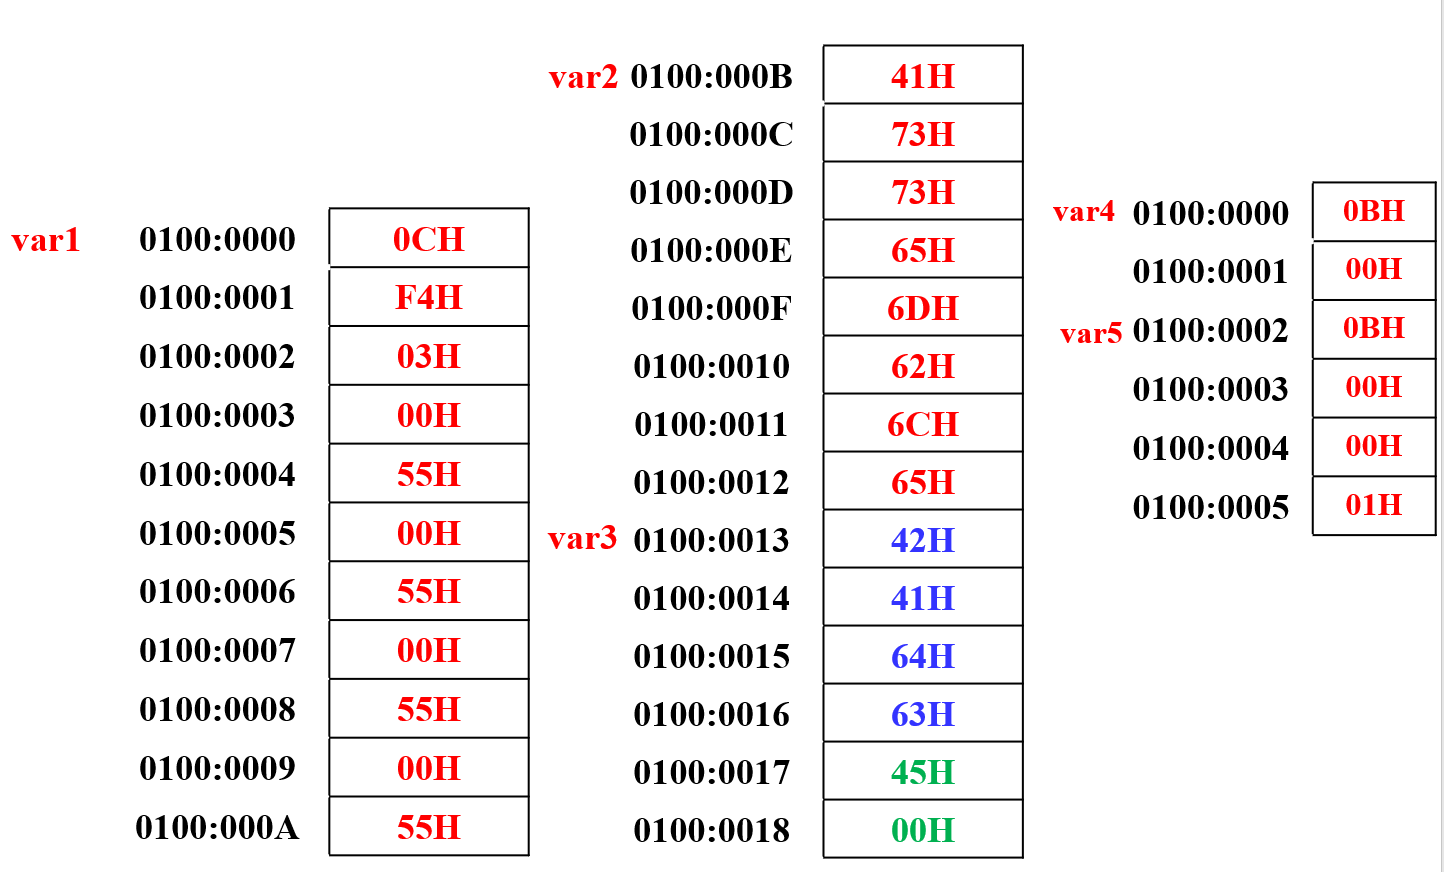 var1 0100:0000 0CH
0100:0001 F4H
0100:0002 03H
0100:0003 00H
0100:0004 55H
0100:0005 00H
0100:0006 55H
0100:0007 00H
0100:0008 55H
0100:0009 00H
0100:000A 55H
var2 0100:000B 41H
0100:000C 73H
0100:000D 73H
0100:000E 65H
0100:000F 6DH
0100:0010 62H
0100:0011 6CH
0100:0012 65H
var3 0100:0013 42H
0100:0014 41H
0100:0015 64H
0100:0016 63H
0100:0017 45H
0100:0018 00H
var4 0100:0000 0BH
0100:0001 00H
var5 0100:0002 0BH
0100:0003 00H
0100:0004 00H
0100:0005 01H